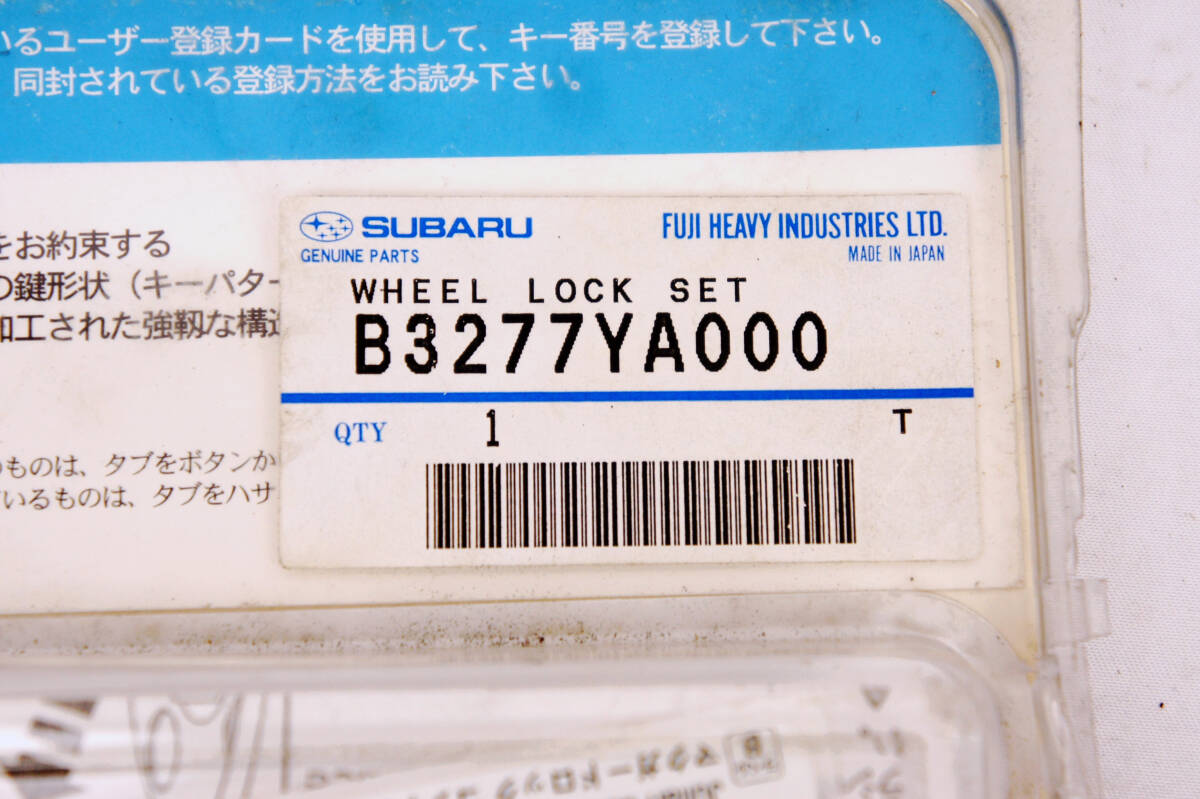 いるユーザー登録カードを使用して、キー番号を登録して下さい。
同封されている登録方法をお読み下さい。
をお約束する
の鍵形状（キーパター
加工された強靱な構造
SUBARU
GENUINE PARTS
FUJI HEAVY INDUSTRIES LTD.
MADE IN JAPAN
WHEEL LOCK SET
B3277YA000
QTY 1 T
のものは、タブをボタンか
いるものは、タブをハサ